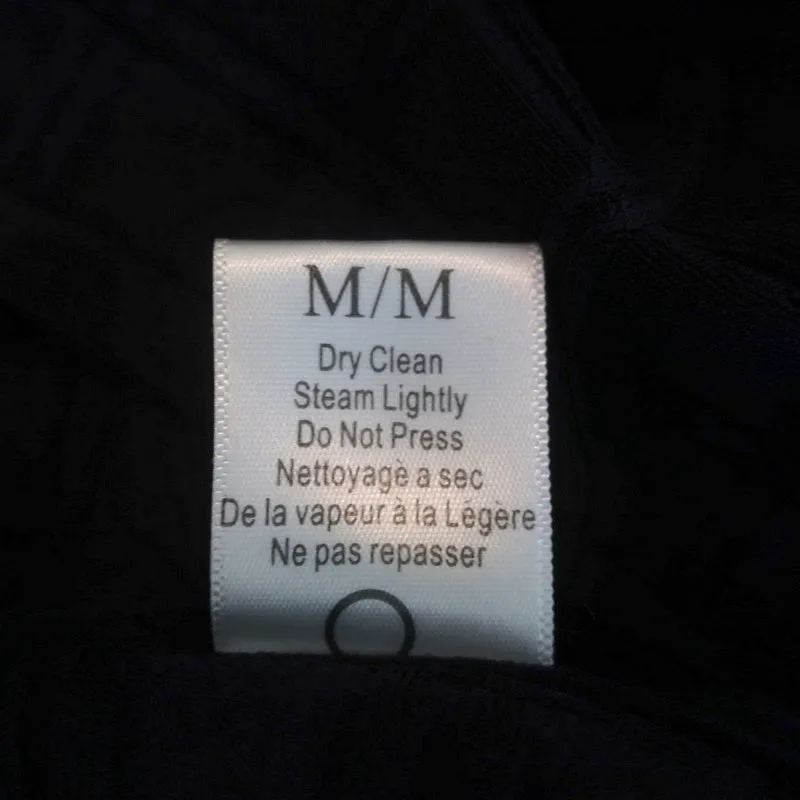 M/M
Dry Clean
Steam Lightly
Do Not Press
Nettoyagè a sec
De la vapeur à la Légère
Ne pas repasser